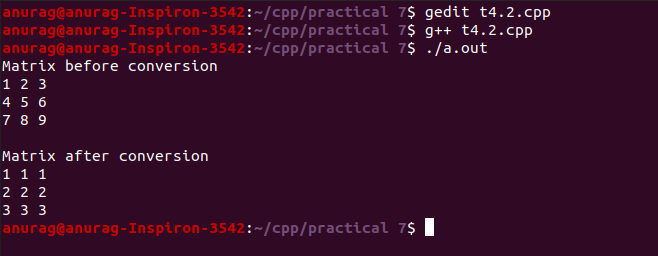 anurag@anurag-Inspiron-3542:~/cpp/practical 7$ gedit t4.2.cpp
anurag@anurag-Inspiron-3542:~/cpp/practical 7$ g++ t4.2.cpp
anurag@anurag-Inspiron-3542:~/cpp/practical 7$ ./a.out
Matrix before conversion
1 2 3
4 5 6
7 8 9

Matrix after conversion
1 1 1
2 2 2
3 3 3
anurag@anurag-Inspiron-3542:~/cpp/practical 7$